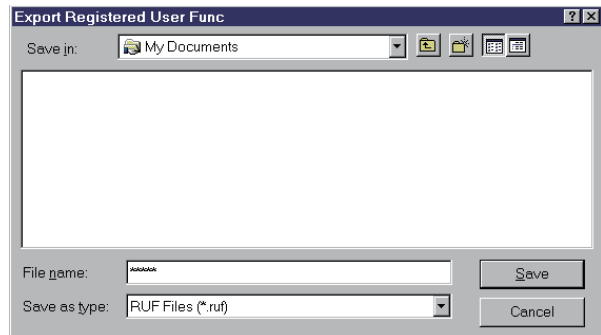 Export Registered User Func
Save in: My Documents
File name: *****
Save
Save as type: RUF Files (*.ruf)
Cancel